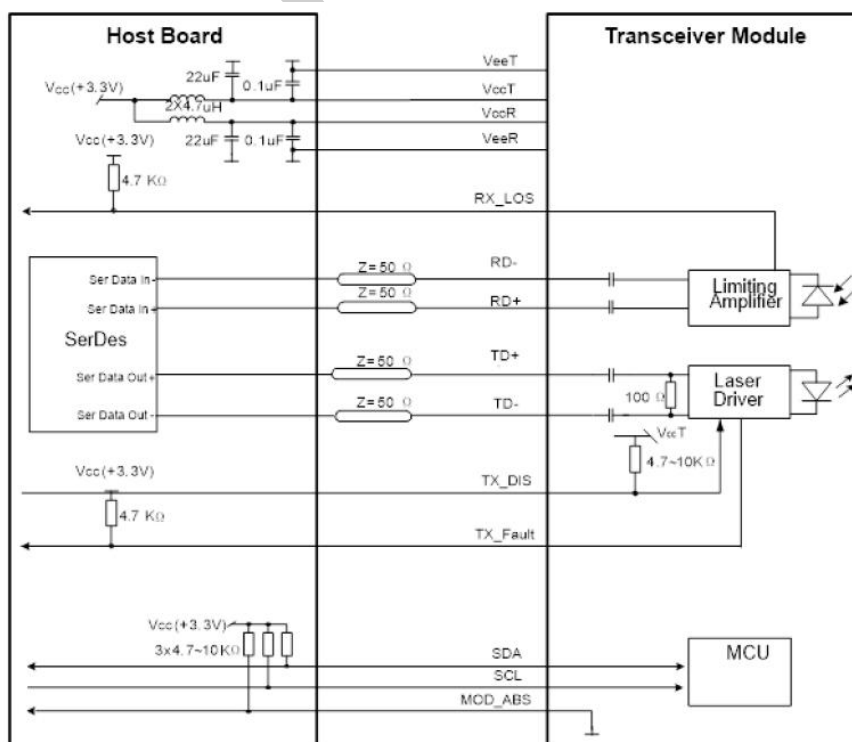 Host Board
Transceiver Module
VeeT
22uF
0.1uF
Vcc(+3.3V)
VccT
2X4.7uH
VccR
Vcc(+3.3V)
22uF
0.1uF
VeeR
4.7 KΩ
RX_LOS
Z=50 Ω
RD-
Ser Data In-
Z=50 Ω
Limiting
Amplifier
Ser Data In+
RD+
SerDes
Z=50 Ω
TD+
Ser Data Out+
Laser
Driver
Z=50 Ω
100 Ω
Ser Data Out-
TD-
VccT
Vcc(+3.3V)
4.7~10KΩ
TX_DIS
4.7 KΩ
TX_Fault
Vcc(+3.3V)
3x4.7~10KΩ
SDA
MCU
SCL
MOD_ABS